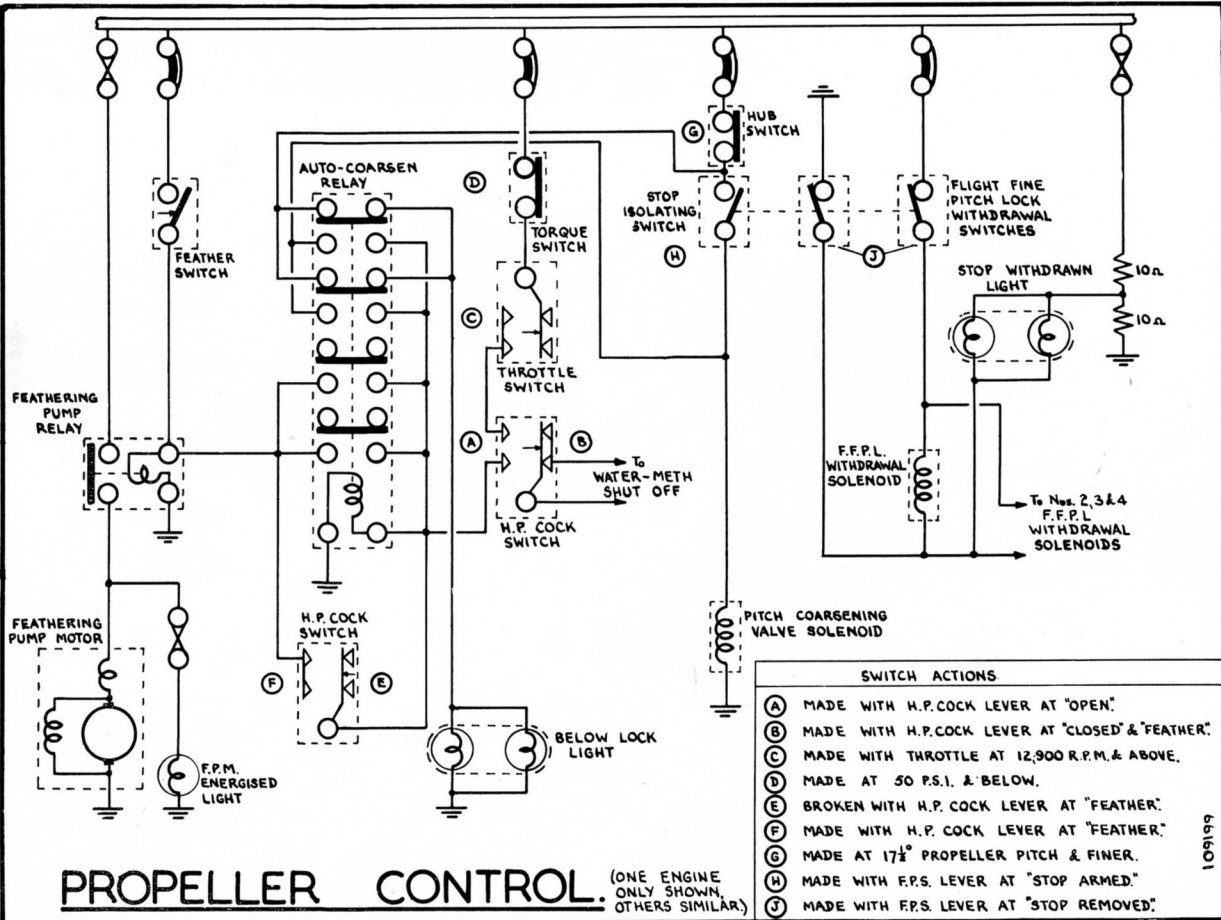 HUB
SWITCH
G
AUTO-COARSEN
RELAY
D
FEATHER
SWITCH
TORQUE
SWITCH
STOP
ISOLATING
SWITCH
H
FLIGHT FINE
PITCH LOCK
WITHDRAWAL
SWITCHES
J
STOP WITHDRAWN
LIGHT
10Ω
10Ω
C
THROTTLE
SWITCH
FEATHERING
PUMP
RELAY
A
B
To
WATER-METH
SHUT OFF
H.P. COCK
SWITCH
F.F.P.L.
WITHDRAWAL
SOLENOID
To Nos. 2,3&4
F.F.P.L
WITHDRAWAL
SOLENOIDS
FEATHERING
PUMP MOTOR
H.P. COCK
SWITCH
F
E
PITCH COARSENING
VALVE SOLENOID
F.P.M.
ENERGISED
LIGHT
BELOW LOCK
LIGHT
SWITCH ACTIONS
A MADE WITH H.P. COCK LEVER AT "OPEN".
B MADE WITH H.P. COCK LEVER AT "CLOSED" & "FEATHER".
C MADE WITH THROTTLE AT 12,900 R.P.M. & ABOVE.
D MADE AT 50 P.S.I. & BELOW.
E BROKEN WITH H.P. COCK LEVER AT "FEATHER".
F MADE WITH H.P. COCK LEVER AT "FEATHER".
G MADE AT 17½° PROPELLER PITCH & FINER.
H MADE WITH F.P.S. LEVER AT "STOP ARMED."
J MADE WITH F.P.S. LEVER AT "STOP REMOVED".
PROPELLER CONTROL.
(ONE ENGINE
ONLY SHOWN,
OTHERS SIMILAR.)
109199